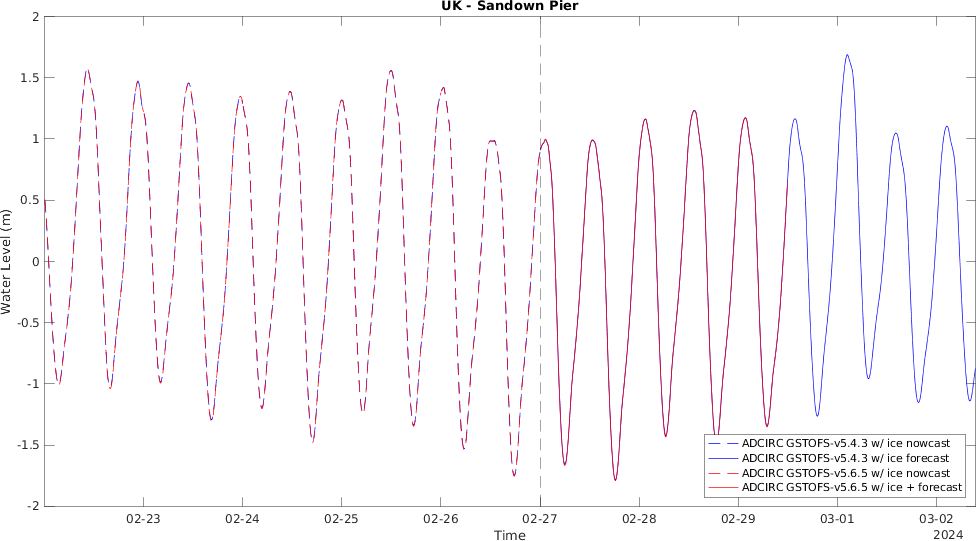 UK - Sandown Pier
2
1.5
1
0.5
0
-0.5
-1
-1.5
-2
Water Level (m)
02-23 02-24 02-25 02-26 02-27 02-28 02-29 03-01 03-02
Time
2024
ADCIRC GSTOFS-v5.4.3 w/ ice nowcast
ADCIRC GSTOFS-v5.4.3 w/ ice forecast
ADCIRC GSTOFS-v5.6.5 w/ ice nowcast
ADCIRC GSTOFS-v5.6.5 w/ ice + forecast